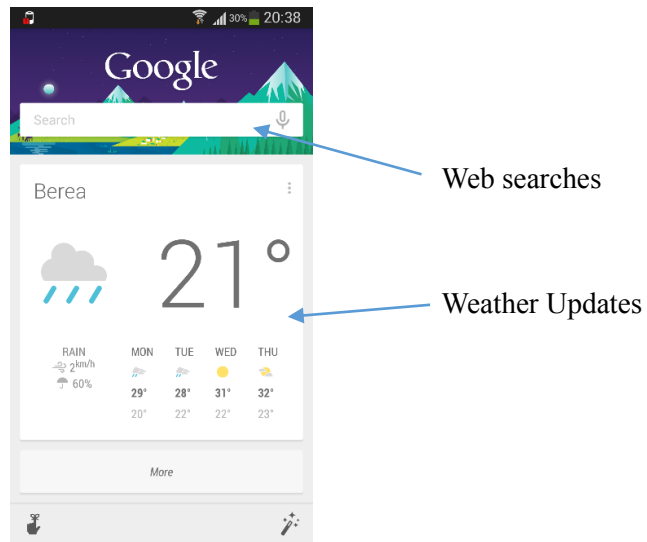 30% 20:38
Google
Search
Web searches
Berea
21°
Weather Updates
RAIN MON TUE WED THU
2km/h
60%
29° 28° 31° 32°
20° 22° 22° 23°
More